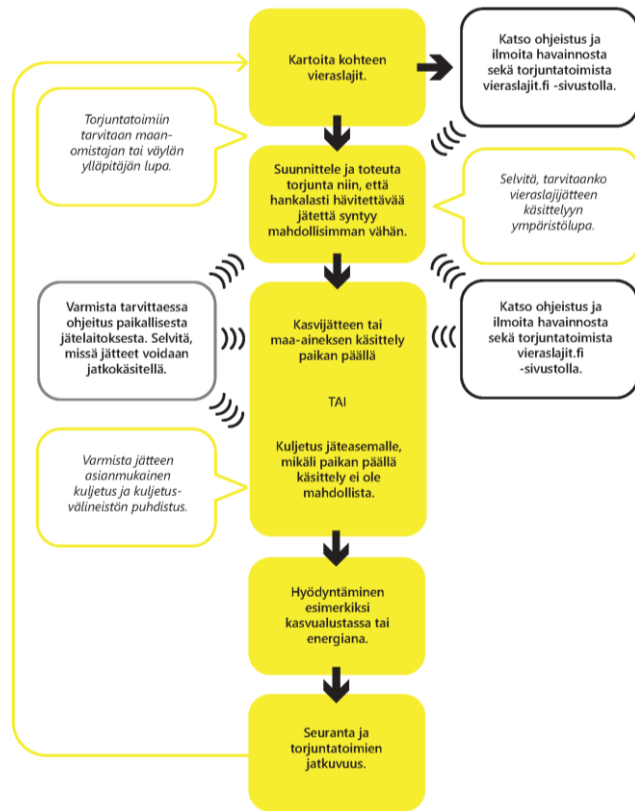 Kartoita kohteen
vieraslajit.
Katso ohjeistus ja
ilmoita havainnosta
sekä torjuntatoimista
vieraslajit.fi -sivustolla.
Torjuntatoimiin
tarvitaan maan-
omistajan tai väylän
ylläpitäjän lupa.
Suunnittele ja toteuta
torjunta niin, että
hankalasti hävitettävää
jätettä syntyy
mahdollisimman vähän.
Selvitä, tarvitaanko
vieraslajijätteen
käsittelyyn
ympäristölupa.
Varmista tarvittaessa
ohjeitus paikallisesta
jätelaitoksesta. Selvitä,
missä jätteet voidaan
jatkokäsitellä.
Kasvijätteen tai
maa-aineksen käsittely
paikan päällä
TAI
Kuljetus jäteasemalle,
mikäli paikan päällä
käsittely ei ole
mahdollista.
Katso ohjeistus ja
ilmoita havainnosta
sekä torjuntatoimista
vieraslajit.fi
-sivustolla.
Varmista jätteen
asianmukainen
kuljetus ja kuljetus-
välineistön puhdistus.
Hyödyntäminen
esimerkiksi
kasvualustassa tai
energiana.
Seuranta ja
torjuntatoimien
jatkuvuus.